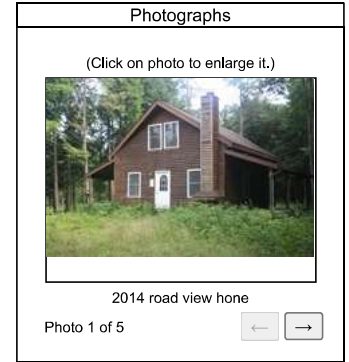 Photographs
(Click on photo to enlarge it.)
2014 road view hone
Photo 1 of 5
← →